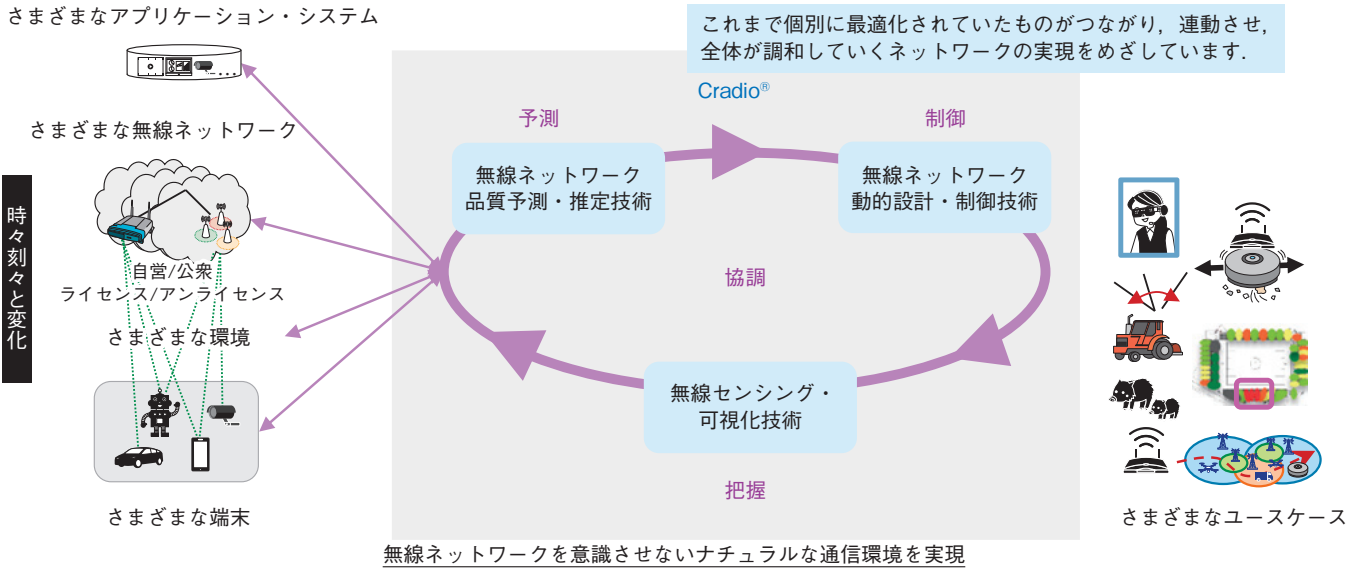 さまざまなアプリケーション・システム
これまで個別に最適化されていたものがつながり，連動させ，
全体が調和していくネットワークの実現をめざしています．
Cradio®
予測
制御
さまざまな無線ネットワーク
無線ネットワーク
品質予測・推定技術
無線ネットワーク
動的設計・制御技術
時々刻々と変化
自営/公衆
ライセンス/アンライセンス
協調
さまざまな環境
無線センシング・
可視化技術
把握
さまざまな端末
さまざまなユースケース
無線ネットワークを意識させないナチュラルな通信環境を実現